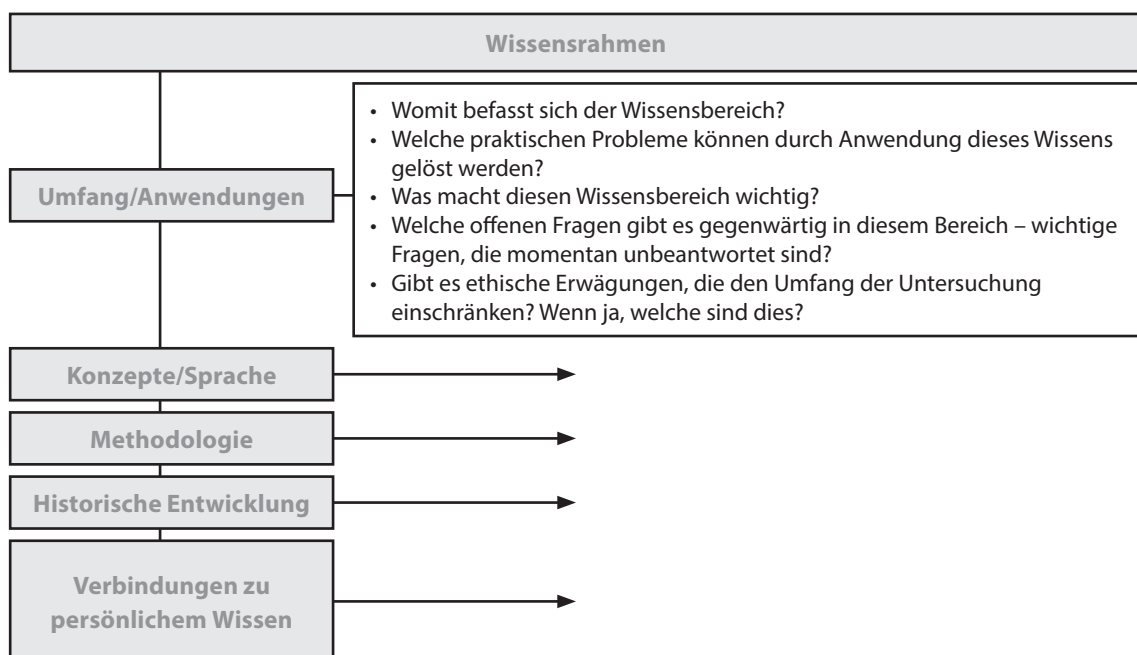 Wissensrahmen
Umfang/Anwendungen
• Womit befasst sich der Wissensbereich?
• Welche praktischen Probleme können durch Anwendung dieses Wissens
gelöst werden?
• Was macht diesen Wissensbereich wichtig?
• Welche offenen Fragen gibt es gegenwärtig in diesem Bereich – wichtige
Fragen, die momentan unbeantwortet sind?
• Gibt es ethische Erwägungen, die den Umfang der Untersuchung
einschränken? Wenn ja, welche sind dies?
Konzepte/Sprache
Methodologie
Historische Entwicklung
Verbindungen zu
persönlichem Wissen